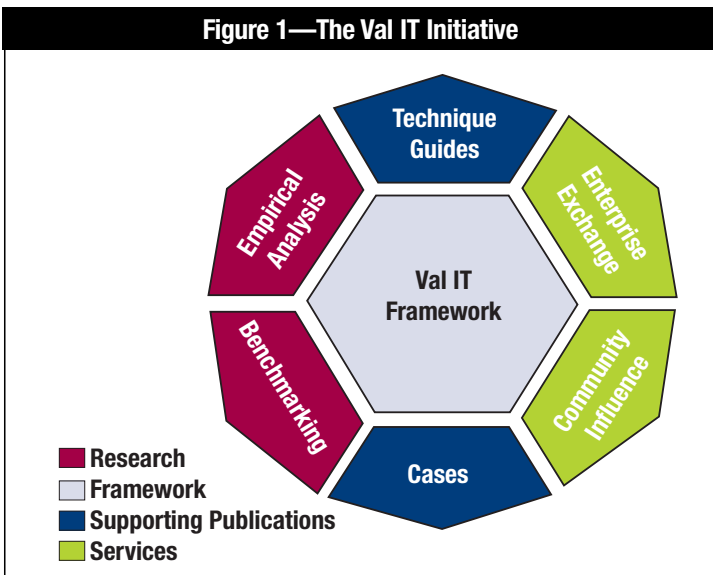 Figure 1—The Val IT Initiative
Technique
Guides
Empirical
Analysis
Enterprise
Exchange
Val IT
Framework
Benchmarking
Community
Influence
Cases
Research
Framework
Supporting Publications
Services